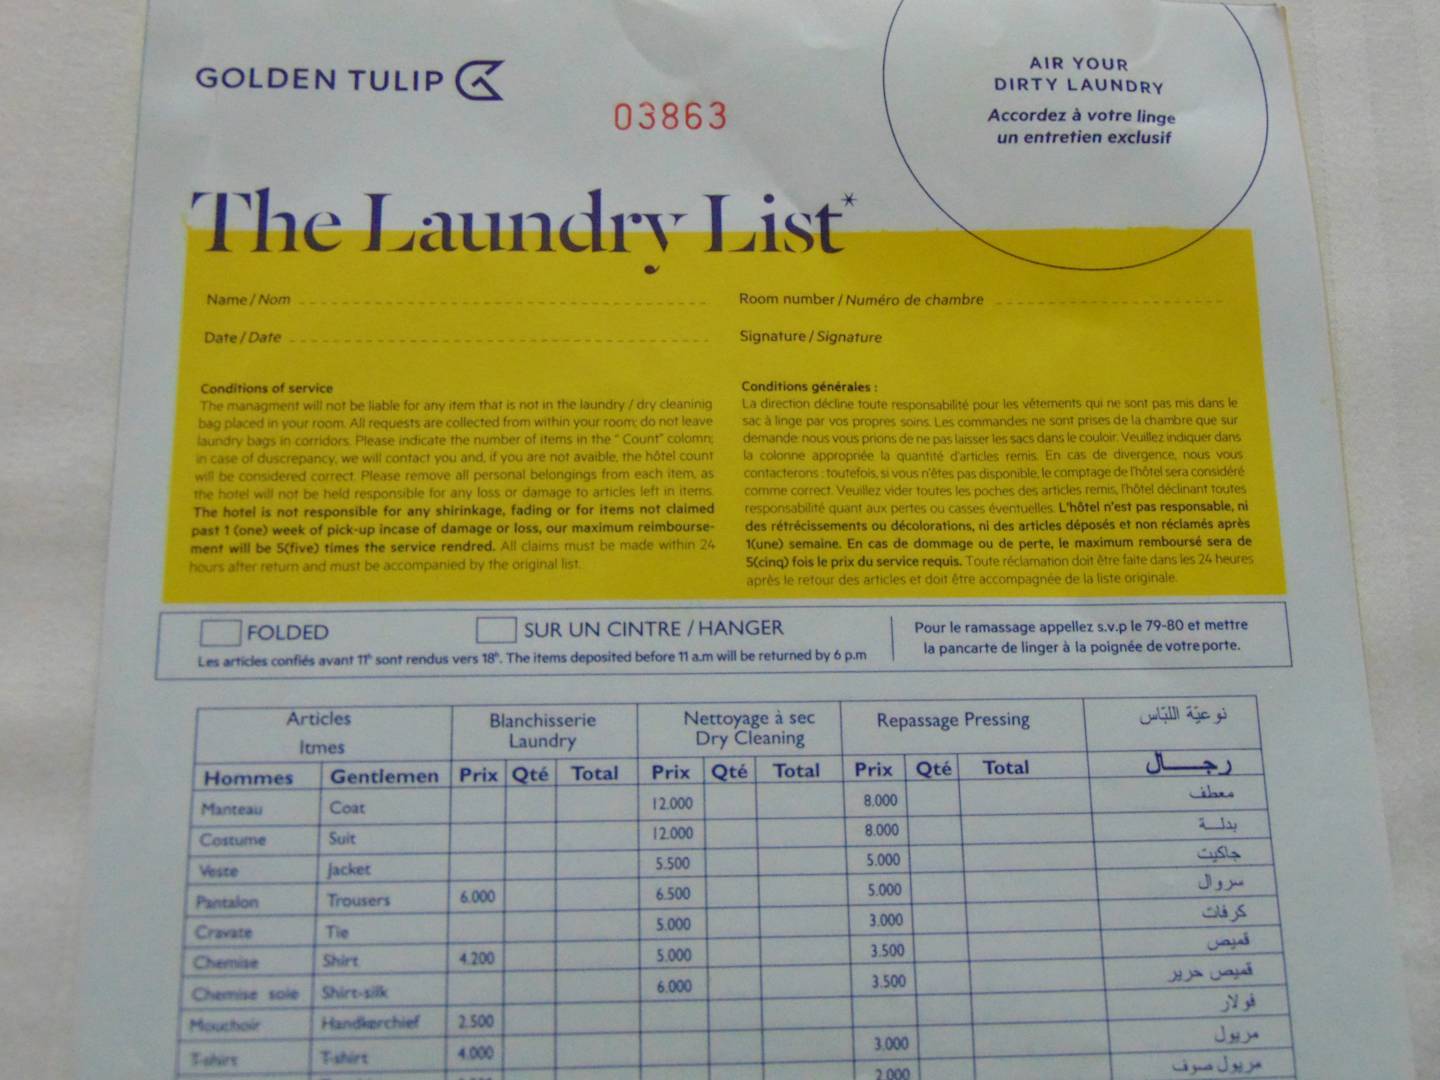 GOLDEN TULIP
03863
AIR YOUR
DIRTY LAUNDRY
Accordez à votre linge
un entretien exclusif
The Laundry List*
Name / Nom
Room number / Numéro de chambre
Date / Date
Signature / Signature
Conditions of service
The managment will not be liable for any item that is not in the laundry / dry cleaninig
bag placed in your room. All requests are collected from within your room; do not leave
laundry bags in corridors. Please indicate the number of items in the " Count" colomn;
in case of duscrepancy, we will contact you and, if you are not avaible, the hôtel count
will be considered correct. Please remove all personal belongings from each item, as
the hotel will not be held responsible for any loss or damage to articles left in items.
The hotel is not responsible for any shirinkage, fading or for items not claimed
past 1 (one) week of pick-up incase of damage or loss, our maximum reimbourse-
ment will be 5(five) times the service rendred. All claims must be made within 24
hours after return and must be accompanied by the original list.
Conditions générales :
La direction décline toute responsabilité pour les vêtements qui ne sont pas mis dans le
sac à linge par vos propres soins. Les commandes ne sont prises de la chambre que sur
demande: nous vous prions de ne pas laisser les sacs dans le couloir. Veuillez indiquer dans
la colonne appropriée la quantité d'articles remis. En cas de divergence, nous vous
contacterons : toutefois, si vous n'êtes pas disponible, le comptage de l'hôtel sera considéré
comme correct. Veuillez vider toutes les poches des articles remis, l'hôtel déclinant toutes
responsabilité quant aux pertes ou casses éventuelles. L'hôtel n'est pas responsable, ni
des rétrécissements ou décolorations, ni des articles déposés et non réclamés après
1(une) semaine. En cas de dommage ou de perte, le maximum remboursé sera de
5(cinq) fois le prix du service requis. Toute réclamation doit être faite dans les 24 heures
après le retour des articles et doit être accompagnée de la liste originale.
FOLDED
SUR UN CINTRE / HANGER
Les articles confiés avant 11h sont rendus vers 18h. The items deposited before 11 a.m will be returned by 6 p.m
Pour le ramassage appellez s.v.p le 79-80 et mettre
la pancarte de linger à la poignée de votre porte.
Articles Itmes
Blanchisserie Laundry
Nettoyage à sec Dry Cleaning
Repassage Pressing
نوعيّة اللبّاس
Hommes Gentlemen Prix Qté Total Prix Qté Total Prix Qté Total رجـــال
Manteau Coat 12.000 8.000 معطف
Costume Suit 12.000 8.000 بدلــة
Veste Jacket 5.500 5.000 جاكيت
Pantalon Trousers 6.000 6.500 5.000 سروال
Cravate Tie 5.000 3.000 كرفات
Chemise Shirt 4.200 5.000 3.500 قميص
Chemise soie Shirt-silk 6.000 3.500 قميص حرير
Mouchoir Handkerchief 2.500 فولار
T-shirt T-shirt 4.000 3.000 مريول
2.000 مريول صوف